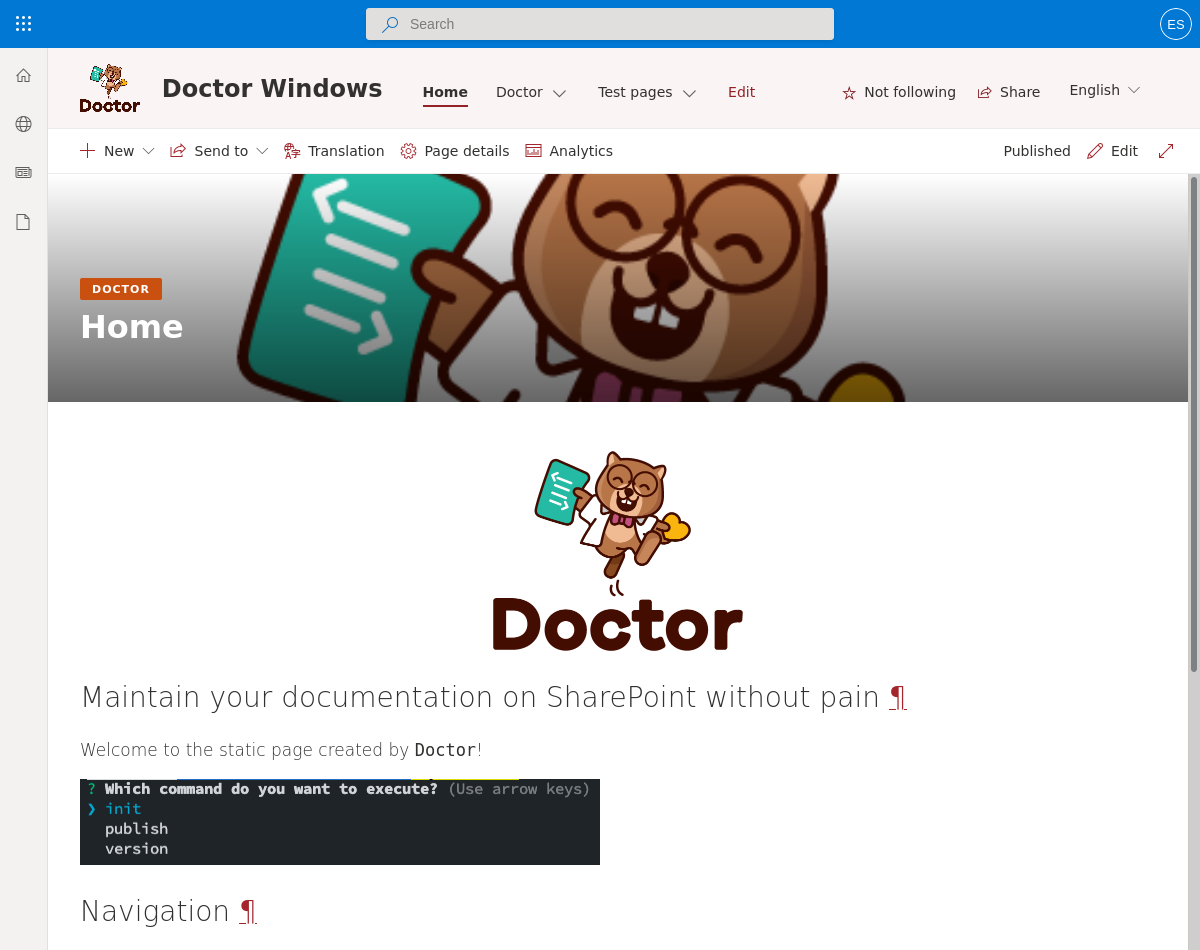 Search
ES
Doctor
Doctor Windows
Home
Doctor
Test pages
Edit
Not following
Share
English
New
Send to
Translation
Page details
Analytics
Published
Edit
DOCTOR
Home
Doctor
Maintain your documentation on SharePoint without pain ¶
Welcome to the static page created by Doctor!
? Which command do you want to execute? (Use arrow keys)
❯ init
publish
version
Navigation ¶